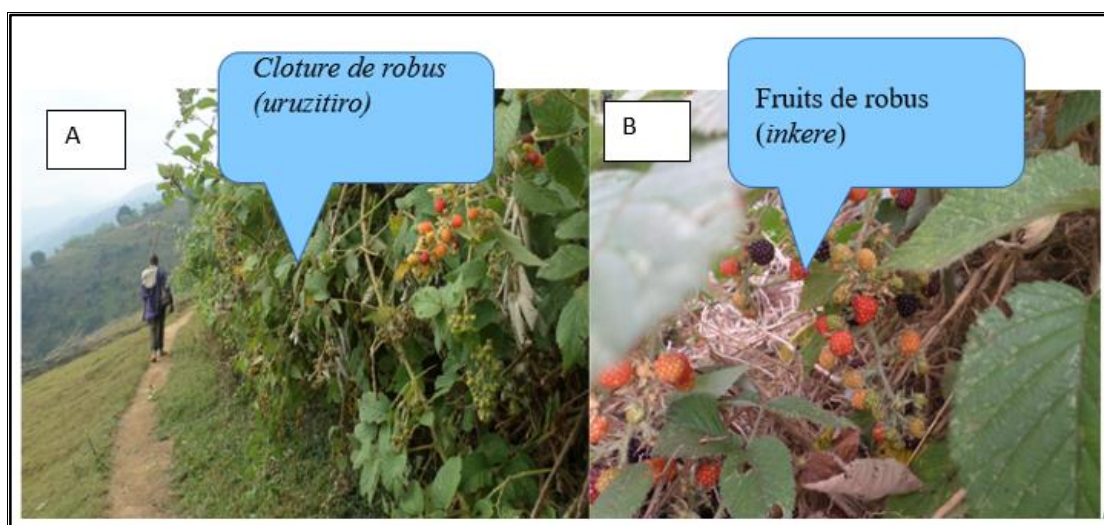 A
Cloture de robus
(uruzitiro)
B
Fruits de robus
(inkere)